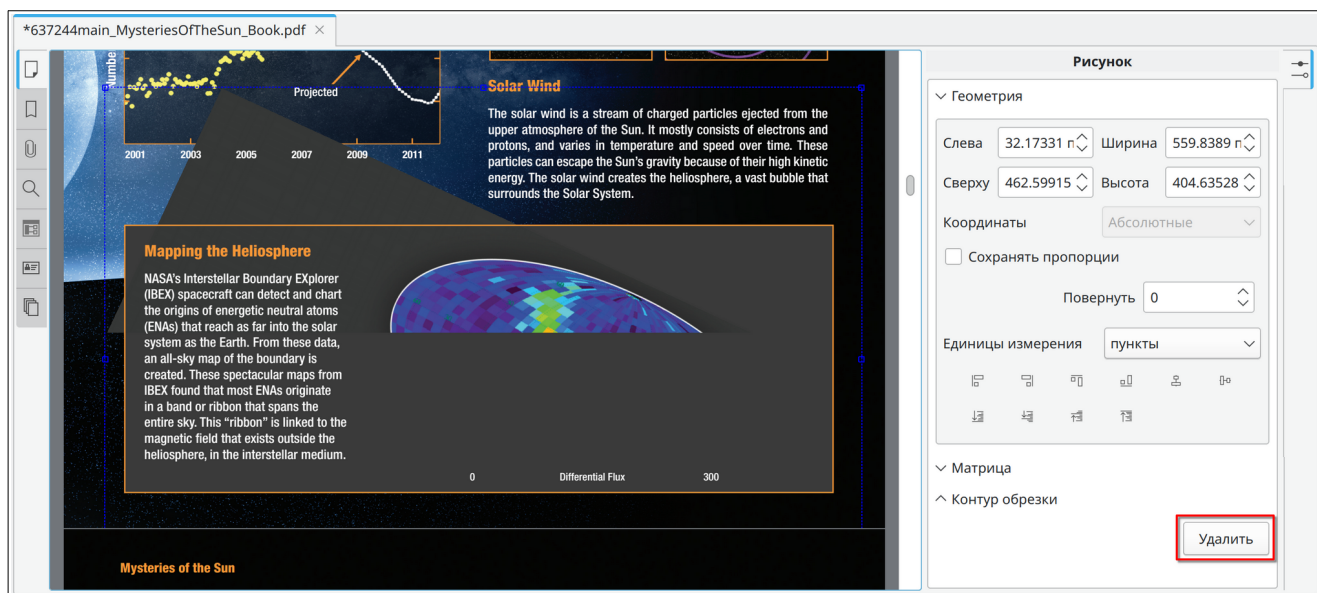 *637244main_MysteriesOfTheSun_Book.pdf ×
Numbe
Projected
2001 2003 2005 2007 2009 2011
Solar Wind
The solar wind is a stream of charged particles ejected from the
upper atmosphere of the Sun. It mostly consists of electrons and
protons, and varies in temperature and speed over time. These
particles can escape the Sun’s gravity because of their high kinetic
energy. The solar wind creates the heliosphere, a vast bubble that
surrounds the Solar System.
Mapping the Heliosphere
NASA’s Interstellar Boundary EXplorer
(IBEX) spacecraft can detect and chart
the origins of energetic neutral atoms
(ENAs) that reach as far into the solar
system as the Earth. From these data,
an all-sky map of the boundary is
created. These spectacular maps from
IBEX found that most ENAs originate
in a band or ribbon that spans the
entire sky. This “ribbon” is linked to the
magnetic field that exists outside the
heliosphere, in the interstellar medium.
0 Differential Flux 300
Mysteries of the Sun
Рисунок
Геометрия
Слева 32.17331 п Ширина 559.8389 п
Сверху 462.59915 Высота 404.63528
Координаты Абсолютные
Сохранять пропорции
Повернуть 0
Единицы измерения пункты
Матрица
Контур обрезки
Удалить